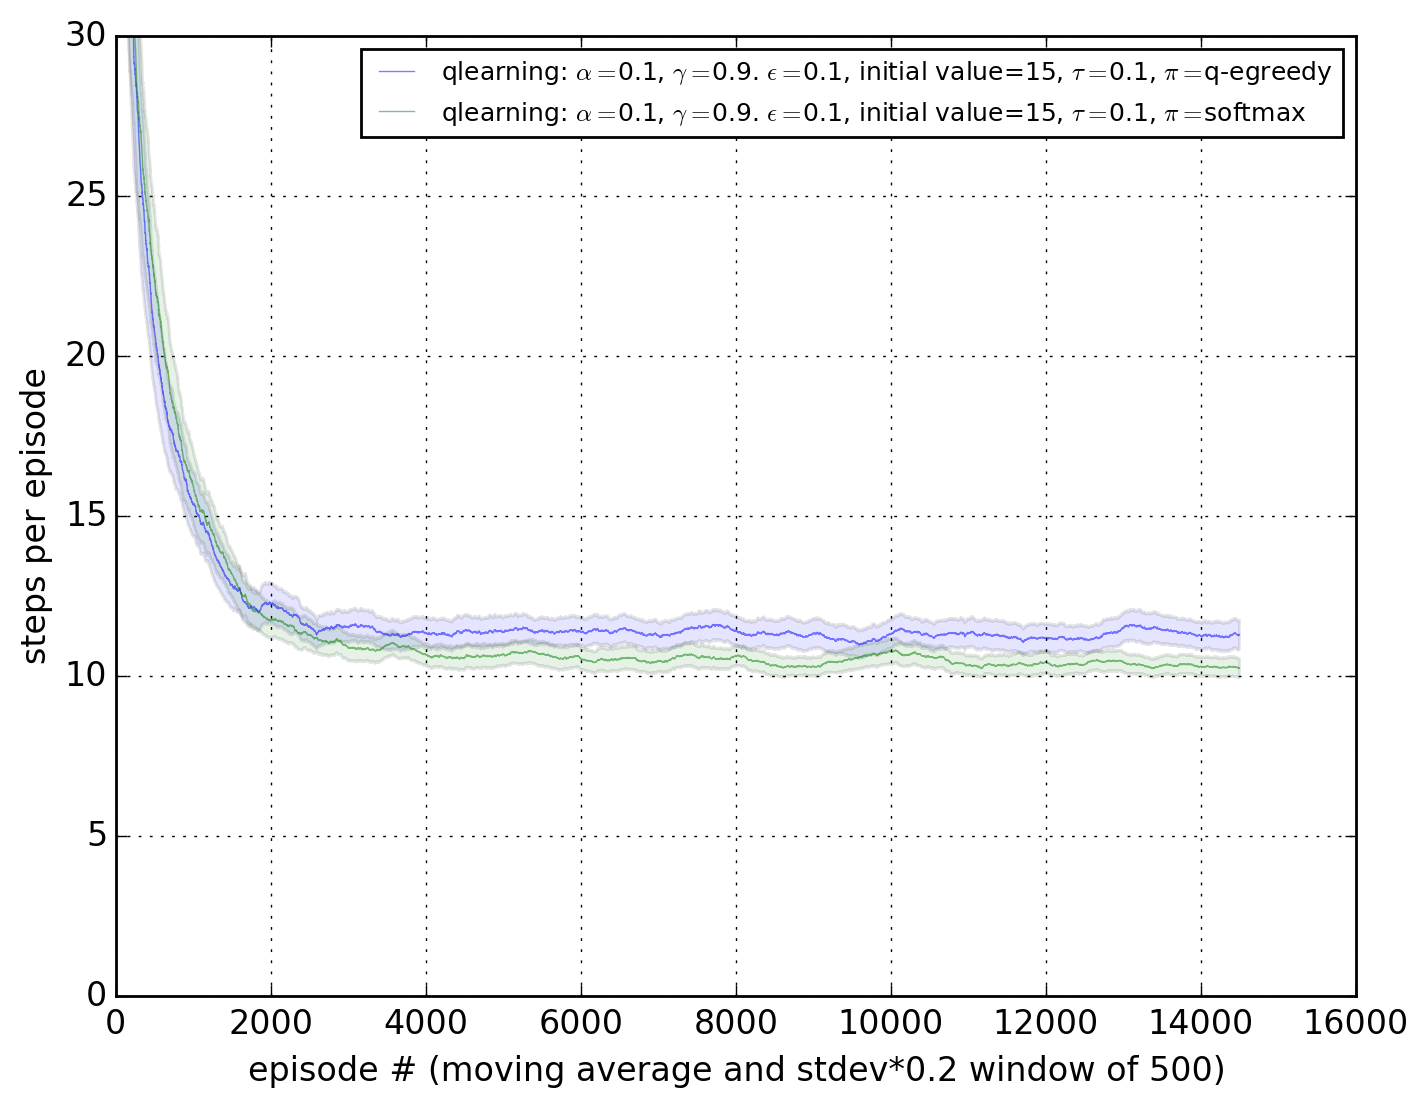 qlearning: α=0.1, γ=0.9. ϵ=0.1, initial value=15, τ=0.1, π=q-egreedy
qlearning: α=0.1, γ=0.9. ϵ=0.1, initial value=15, τ=0.1, π=softmax
30
25
20
15
10
5
0
steps per episode
0 2000 4000 6000 8000 10000 12000 14000 16000
episode # (moving average and stdev*0.2 window of 500)